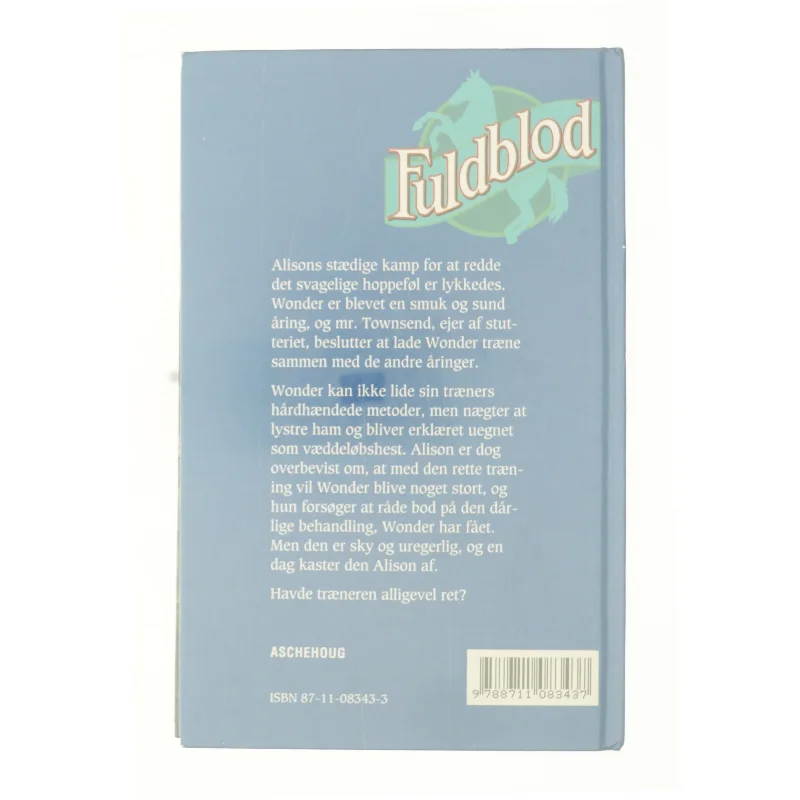 Fuldblod
Alisons stædige kamp for at redde
det svagelige hoppeføl er lykkedes.
Wonder er blevet en smuk og sund
åring, og mr. Townsend, ejer af stut-
teriet, beslutter at lade Wonder træne
sammen med de andre åringer.
Wonder kan ikke lide sin træners
hårdhændede metoder, men nægter at
lystre ham og bliver erklæret uegnet
som væddeløbshest. Alison er dog
overbevist om, at med den rette træn-
ing vil Wonder blive noget stort, og
hun forsøger at råde bod på den dår-
lige behandling, Wonder har fået.
Men den er sky og uregerlig, og en
dag kaster den Alison af.
Havde træneren alligevel ret?
ASCHEHOUG
ISBN 87-11-08343-3
9 788711 083437